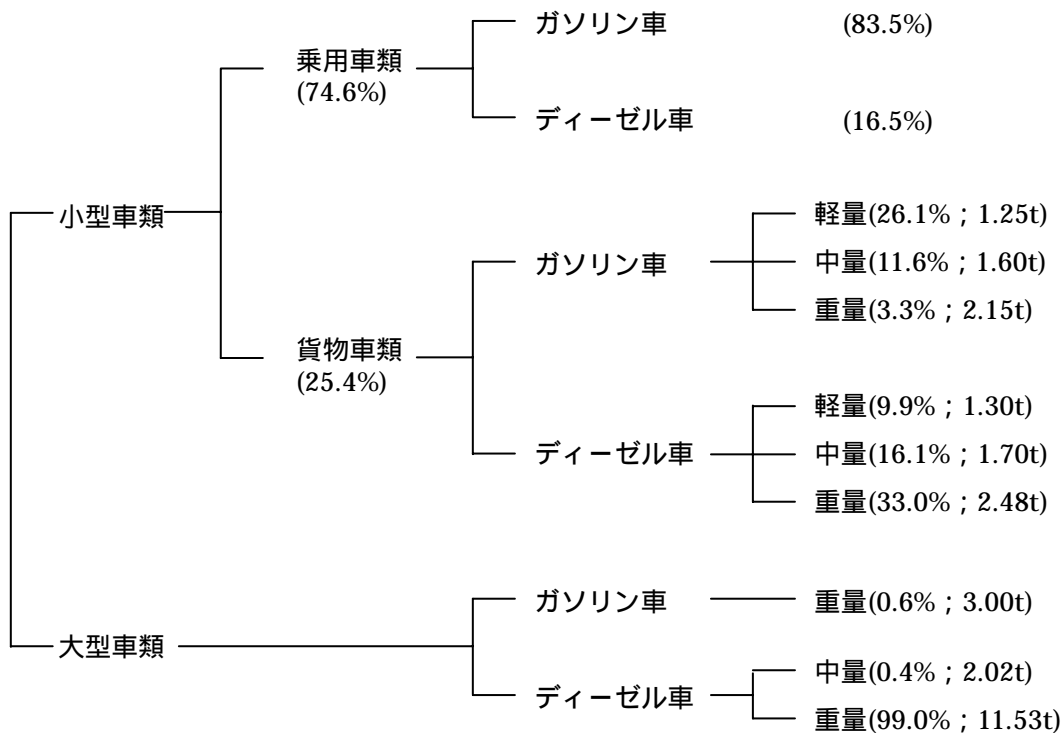 ガソリン車 (83.5%)
乗用車類
(74.6%)
ディーゼル車 (16.5%)
小型車類
軽量(26.1%；1.25t)
ガソリン車 中量(11.6%；1.60t)
重量(3.3%；2.15t)
貨物車類
(25.4%)
軽量(9.9%；1.30t)
ディーゼル車 中量(16.1%；1.70t)
重量(33.0%；2.48t)
ガソリン車 重量(0.6%；3.00t)
大型車類
中量(0.4%；2.02t)
ディーゼル車
重量(99.0%；11.53t)